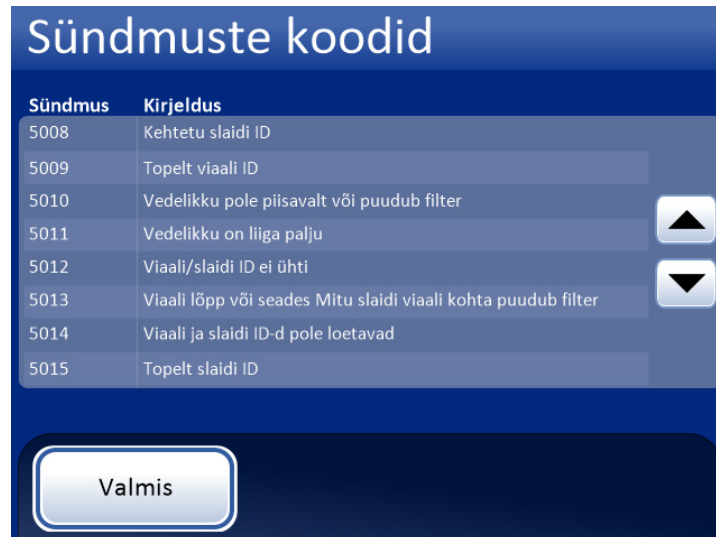 Sündmuste koodid
Sündmus Kirjeldus
5008 Kehtetu slaidi ID
5009 Topelt viaali ID
5010 Vedelikku pole piisavalt või puudub filter
5011 Vedelikku on liiga palju
5012 Viaali/slaidi ID ei ühti
5013 Viaali lõpp või seades Mitu slaidi viaali kohta puudub filter
5014 Viaali ja slaidi ID-d pole loetavad
5015 Topelt slaidi ID
Valmis